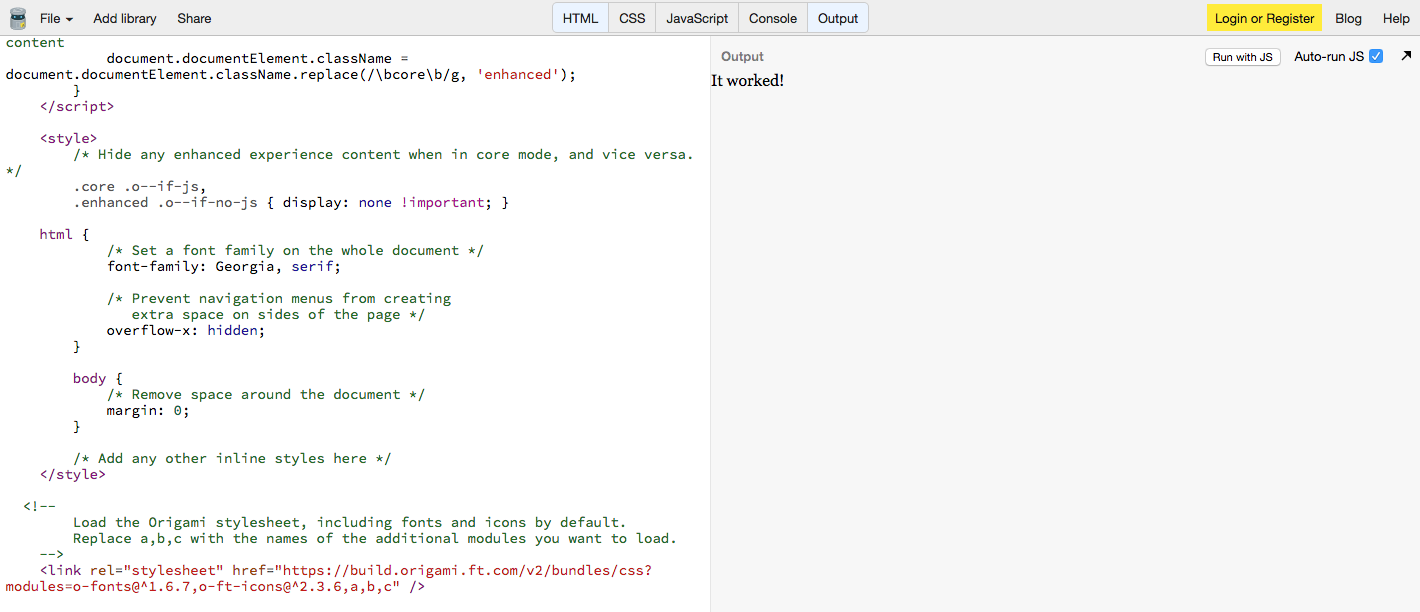 File Add library Share HTML CSS JavaScript Console Output Login or Register Blog Help
content
document.documentElement.className =
document.documentElement.className.replace(/\bcore\b/g, 'enhanced');
}
</script>
<style>
/* Hide any enhanced experience content when in core mode, and vice versa.
*/
.core .o--if-js,
.enhanced .o--if-no-js { display: none !important; }
html {
/* Set a font family on the whole document */
font-family: Georgia, serif;
/* Prevent navigation menus from creating
extra space on sides of the page */
overflow-x: hidden;
}
body {
/* Remove space around the document */
margin: 0;
}
/* Add any other inline styles here */
</style>
<!--
Load the Origami stylesheet, including fonts and icons by default.
Replace a,b,c with the names of the additional modules you want to load.
-->
<link rel="stylesheet" href="https://build.origami.ft.com/v2/bundles/css?
modules=o-fonts@^1.6.7,o-ft-icons@^2.3.6,a,b,c" />
Output Run with JS Auto-run JS
It worked!